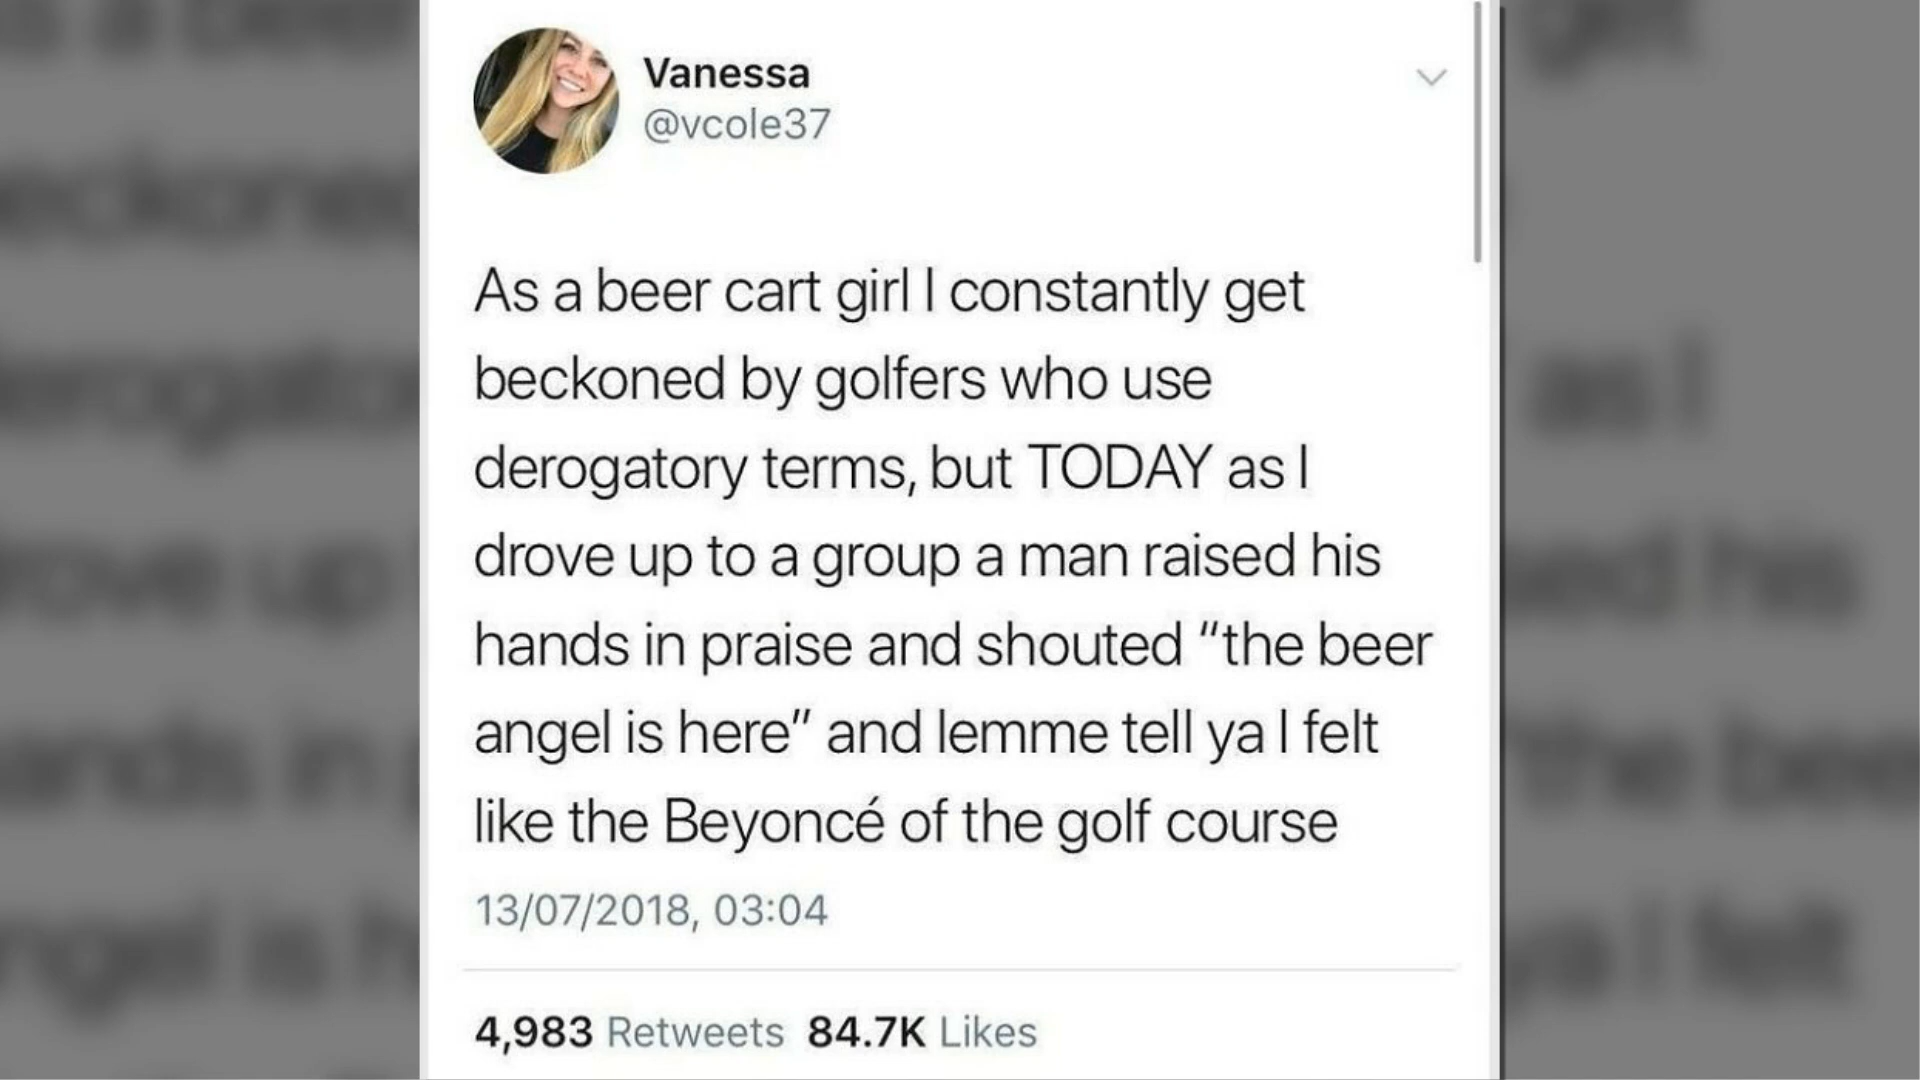 Vanessa
@vcole37
As a beer cart girl I constantly get
beckoned by golfers who use
derogatory terms, but TODAY as I
drove up to a group a man raised his
hands in praise and shouted "the beer
angel is here" and lemme tell ya I felt
like the Beyoncé of the golf course
13/07/2018, 03:04
4,983 Retweets 84.7K Likes